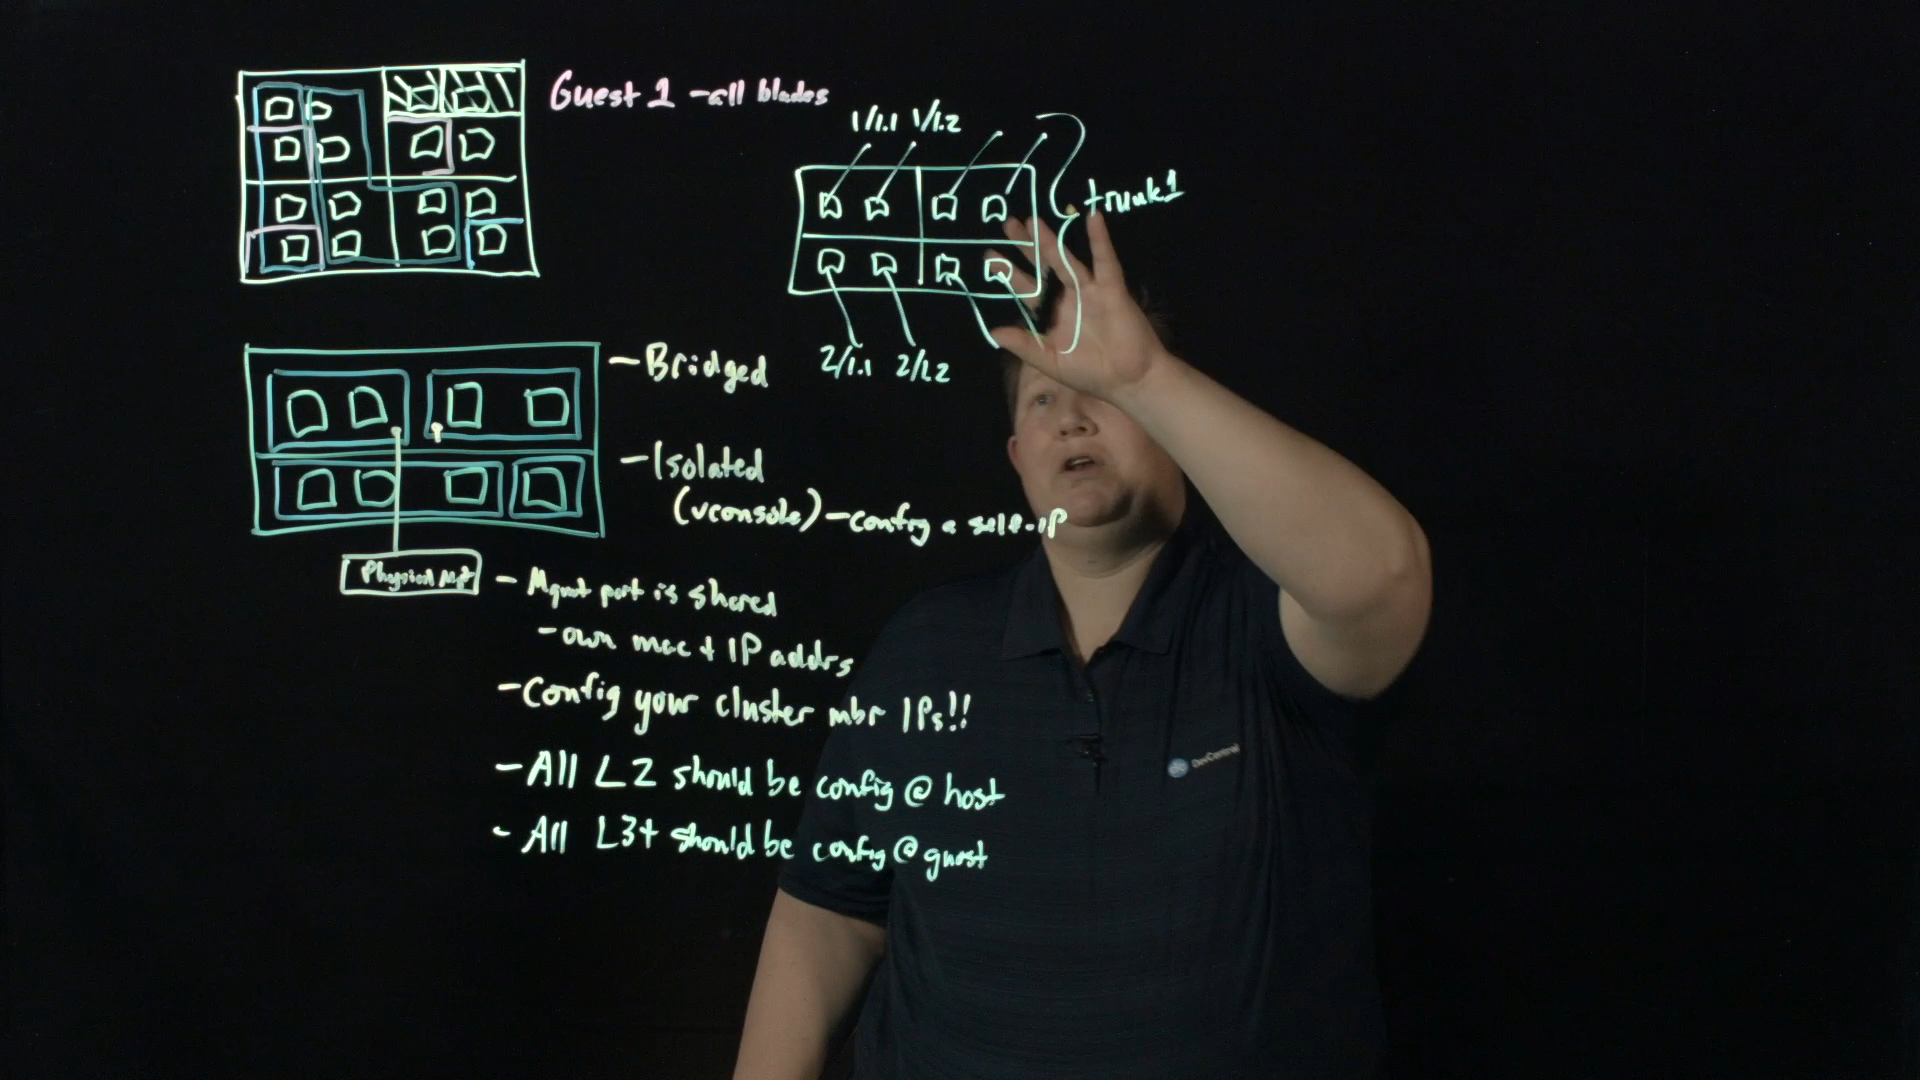 Guest 1 - all blades
1/1.1 1/1.2
trunk1
2/1.1 2/1.2
- Bridged
- Isolated
(vconsole) - config a self-IP
Physical Mgt
- Mgmt port is shared
- own mac + IP addrs
- Config your cluster mbr IPs!!
- All L2 should be config @ host
- All L3+ should be config @ guest
DevCentral